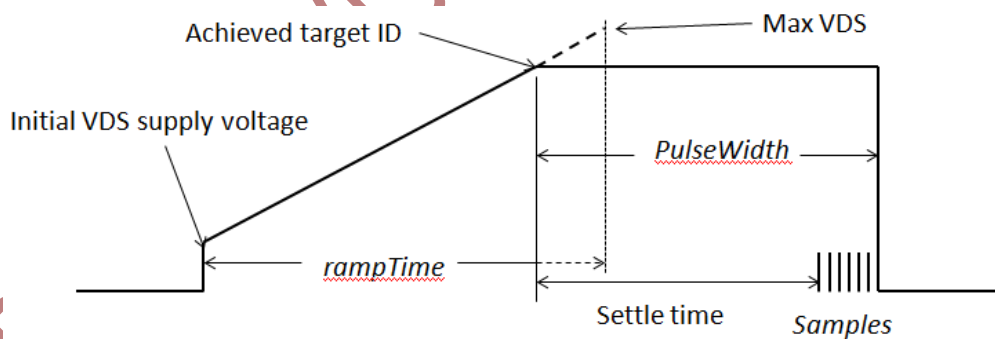 Achieved target ID
Max VDS
Initial VDS supply voltage
PulseWidth
rampTime
Settle time
Samples